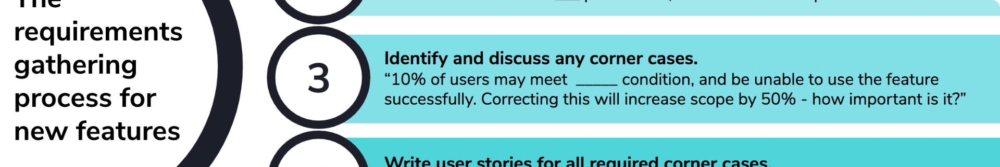 The
requirements
gathering
process for
new features
3
Identify and discuss any corner cases.
“10% of users may meet _____ condition, and be unable to use the feature
successfully. Correcting this will increase scope by 50% - how important is it?”
Write user stories for all required corner cases.